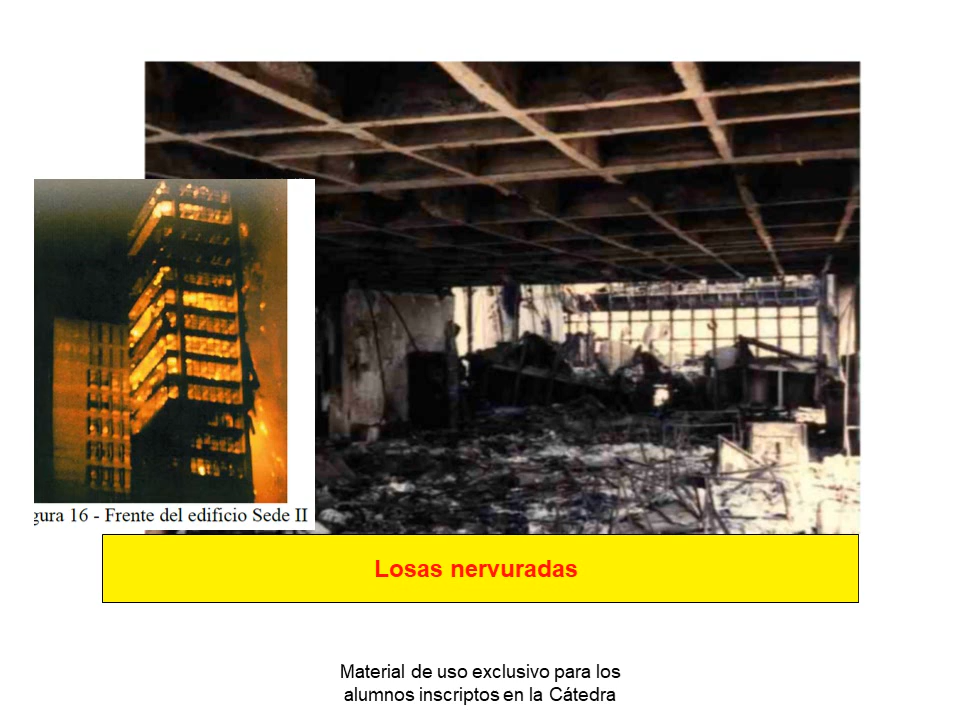 gura 16 - Frente del edificio Sede II
Losas nervuradas
Material de uso exclusivo para los
alumnos inscriptos en la Cátedra